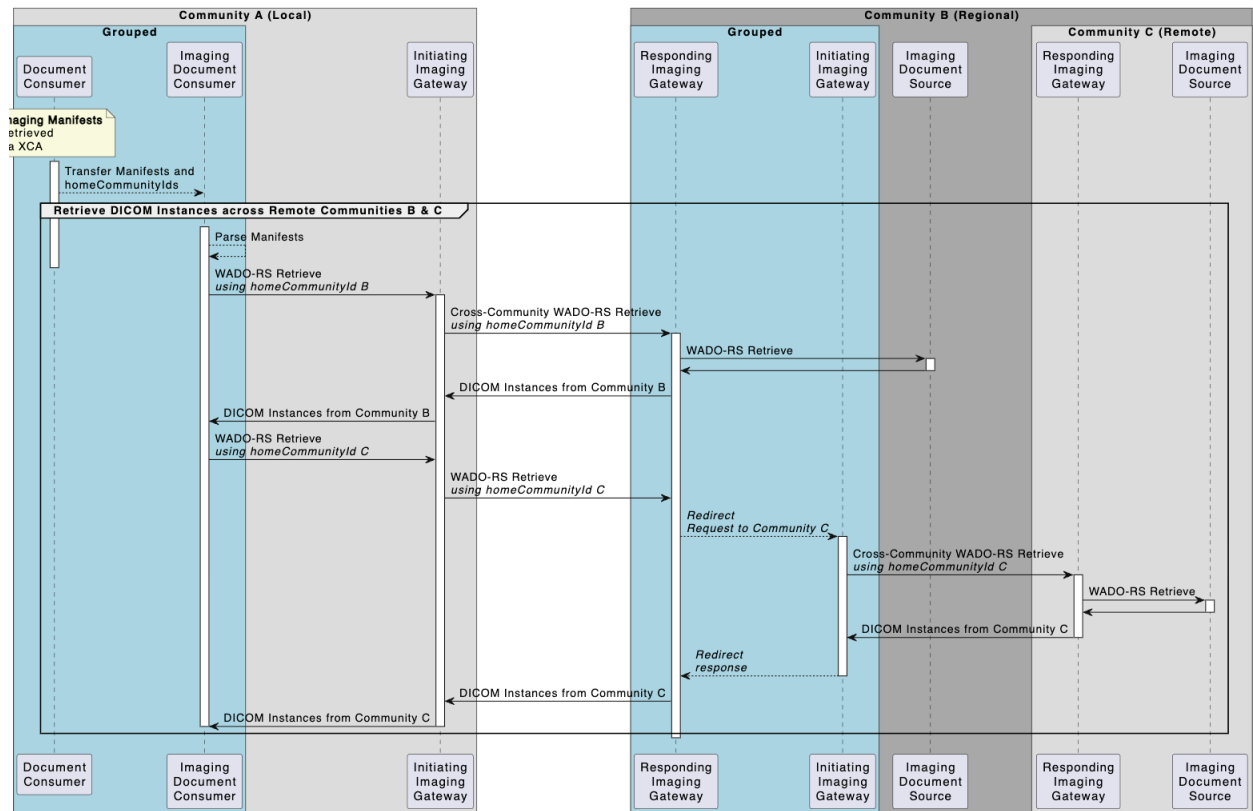 Community A (Local)
Community B (Regional)
Grouped
Grouped
Community C (Remote)
Document
Consumer
Imaging
Document
Consumer
Initiating
Imaging
Gateway
Responding
Imaging
Gateway
Initiating
Imaging
Gateway
Imaging
Document
Source
Responding
Imaging
Gateway
Imaging
Document
Source
Manifests
XCA
Transfer Manifests and
homeCommunityIds
Retrieve DICOM Instances across Remote Communities B & C
Parse Manifests
WADO-RS Retrieve
using homeCommunityId B
Cross-Community WADO-RS Retrieve
using homeCommunityId B
WADO-RS Retrieve
DICOM Instances from Community B
DICOM Instances from Community B
WADO-RS Retrieve
using homeCommunityId C
WADO-RS Retrieve
using homeCommunityId C
Redirect
Request to Community C
Cross-Community WADO-RS Retrieve
using homeCommunityId C
WADO-RS Retrieve
DICOM Instances from Community C
Redirect
response
DICOM Instances from Community C
DICOM Instances from Community C
Document
Consumer
Imaging
Document
Consumer
Initiating
Imaging
Gateway
Responding
Imaging
Gateway
Initiating
Imaging
Gateway
Imaging
Document
Source
Responding
Imaging
Gateway
Imaging
Document
Source